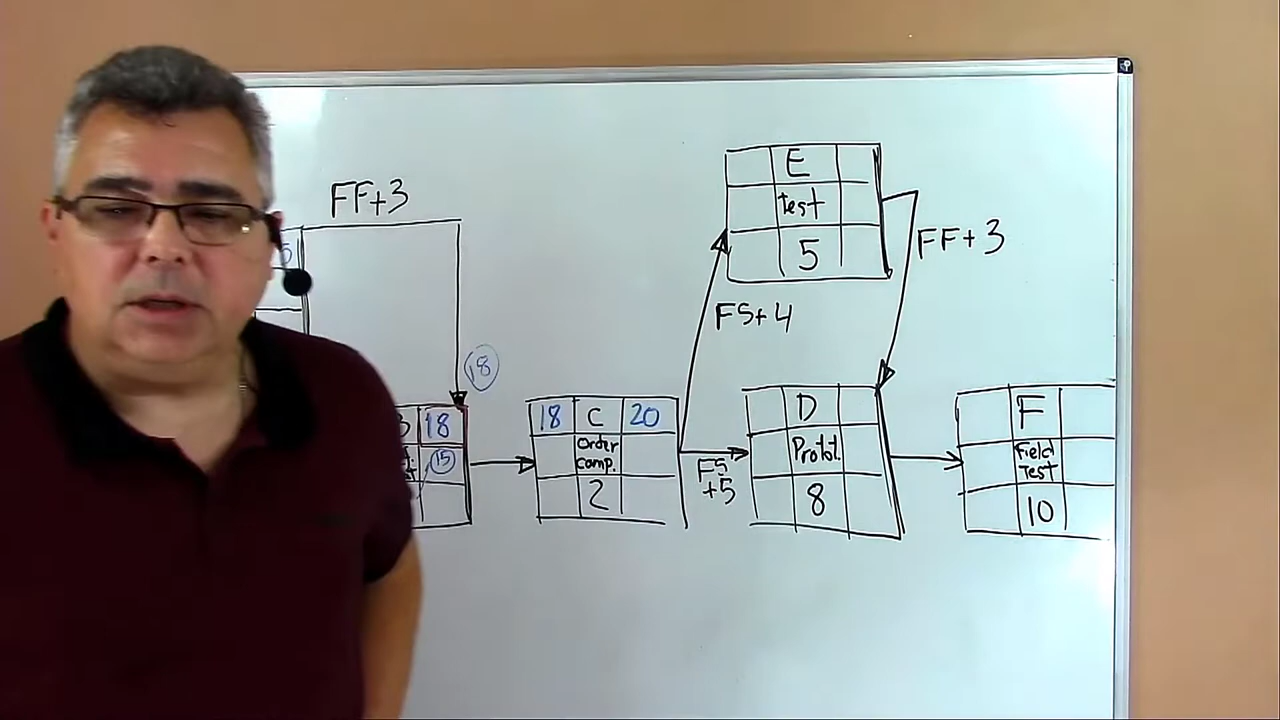 FF+3
18
18
15
18 C 20
Order
comp.
2
FS+4
FS
+5
E
test
5
FF+3
D
Protot.
8
F
Field
Test
10